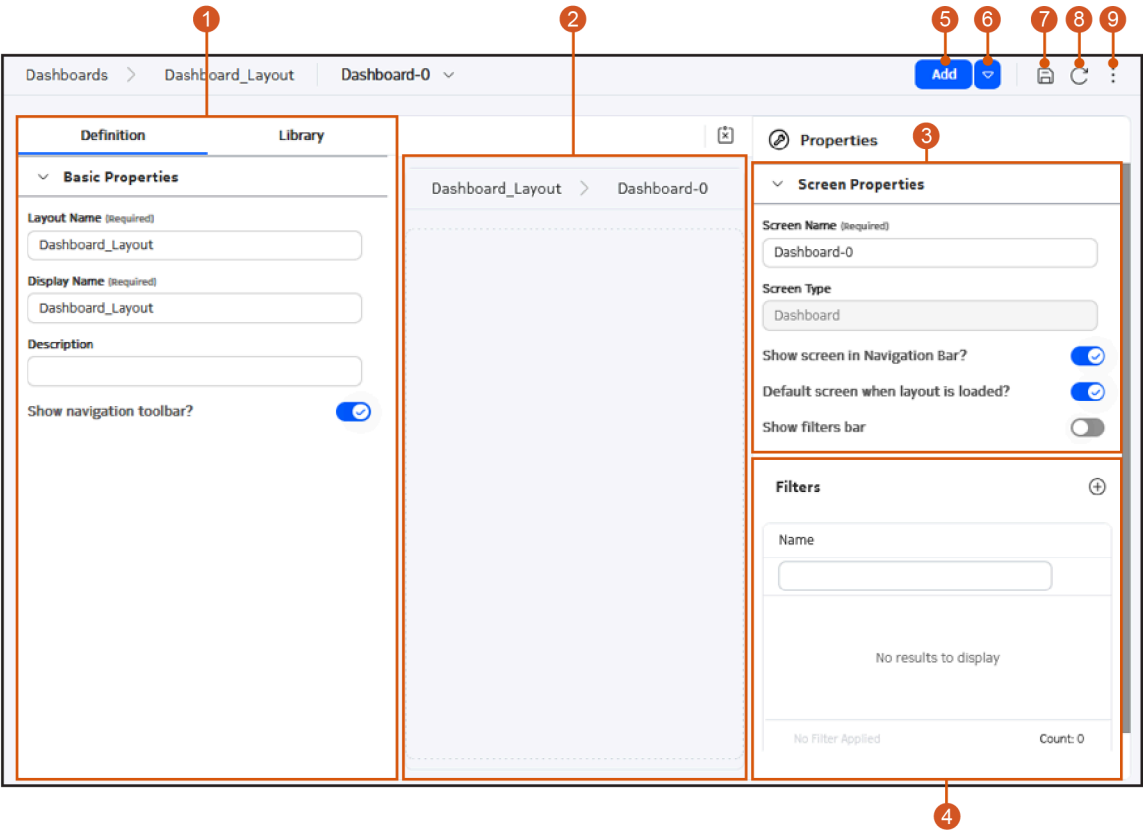 1 2 5 6 7 8 9
Dashboards Dashboard_Layout Dashboard-0 Add
Definition Library
Basic Properties
Layout Name (Required)
Dashboard_Layout
Display Name (Required)
Dashboard_Layout
Description
Show navigation toolbar?
Dashboard_Layout Dashboard-0
Properties
3
Screen Properties
Screen Name (Required)
Dashboard-0
Screen Type
Dashboard
Show screen in Navigation Bar?
Default screen when layout is loaded?
Show filters bar
Filters
Name
No results to display
No Filter Applied Count: 0
4